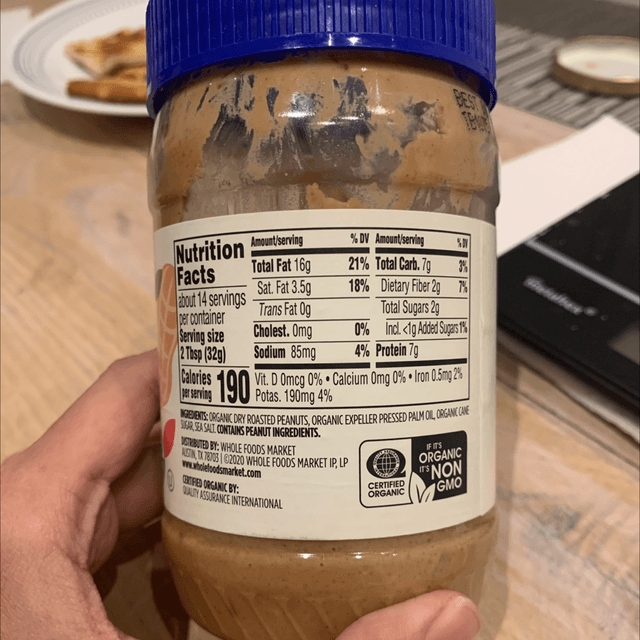 BEST
Nutrition
Facts
about 14 servings
per container
Serving size
2 Tbsp (32g)
Calories
per serving 190
Amount/serving % DV Amount/serving % DV
Total Fat 16g 21% Total Carb. 7g 3%
Sat. Fat 3.5g 18% Dietary Fiber 2g 7%
Trans Fat 0g Total Sugars 2g
Cholest. 0mg 0% Incl. <1g Added Sugars 1%
Sodium 85mg 4% Protein 7g
Vit. D 0mcg 0% • Calcium 0mg 0% • Iron 0.5mg 2%
Potas. 190mg 4%
INGREDIENTS: ORGANIC DRY ROASTED PEANUTS, ORGANIC EXPELLER PRESSED PALM OIL, ORGANIC CANE
SUGAR, SEA SALT. CONTAINS PEANUT INGREDIENTS.
DISTRIBUTED BY: WHOLE FOODS MARKET
AUSTIN, TX 78703 | ©2020 WHOLE FOODS MARKET IP, LP
www.wholefoodsmarket.com
CERTIFIED ORGANIC BY:
QUALITY ASSURANCE INTERNATIONAL
CERTIFIED
ORGANIC
IF IT'S
ORGANIC
IT'S NON
GMO